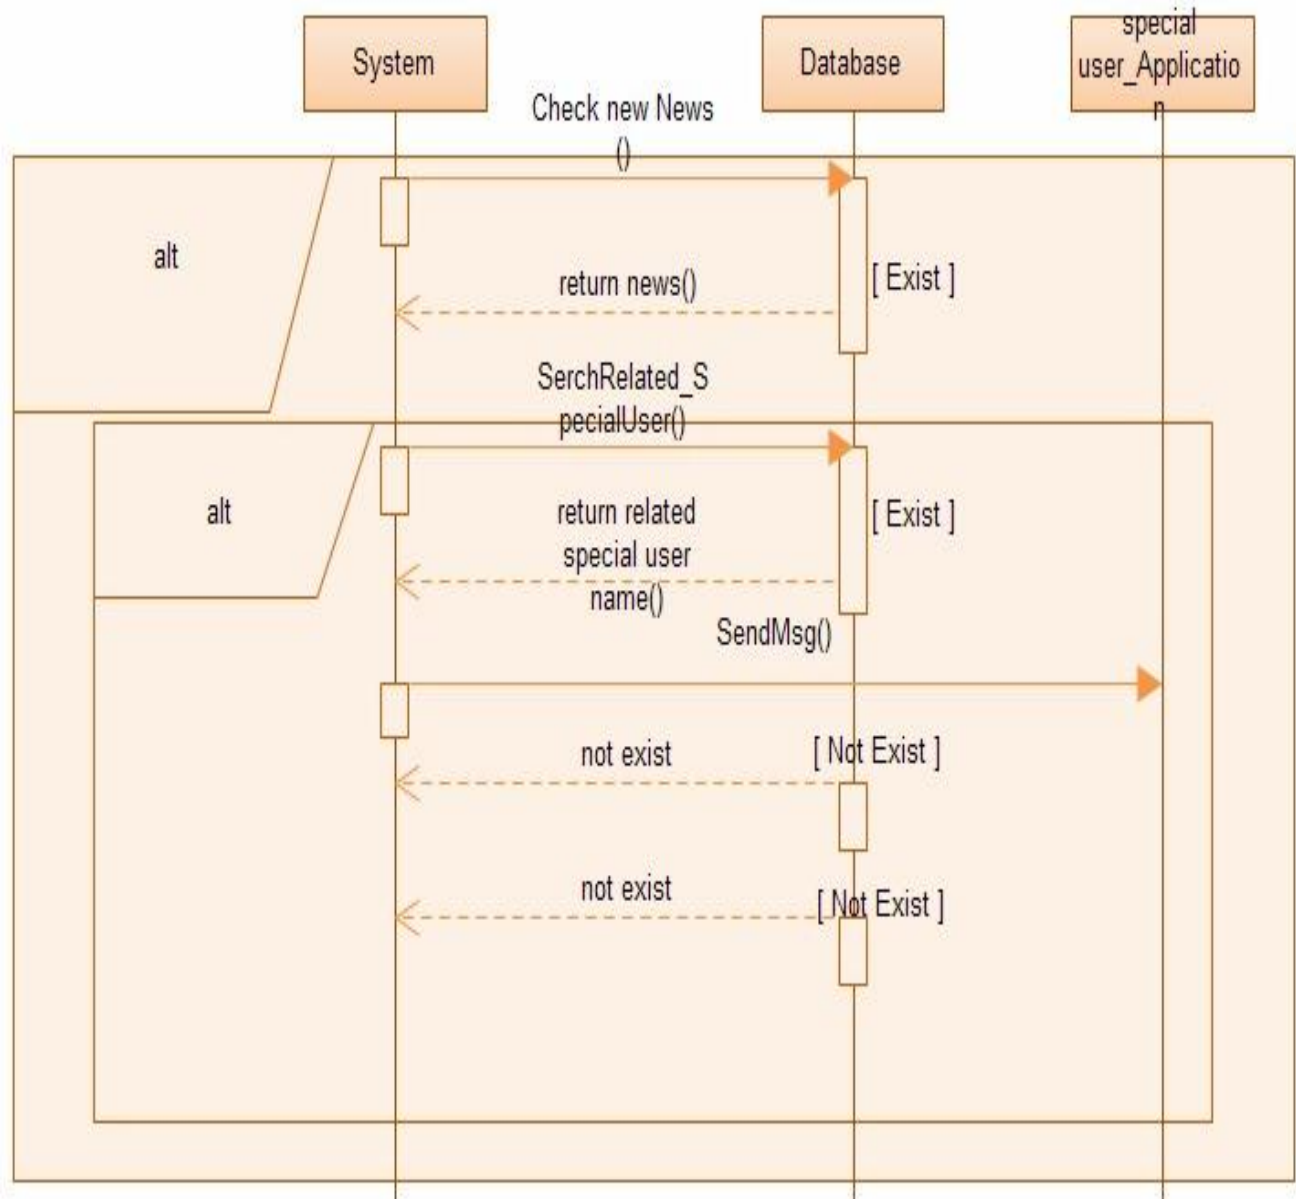 System
Database
special
user_Applicatio
n
Check new News
()
alt
[ Exist ]
return news()
SerchRelated_S
pecialUser()
alt
[ Exist ]
return related
special user
name()
SendMsg()
not exist
[ Not Exist ]
not exist
[ Not Exist ]